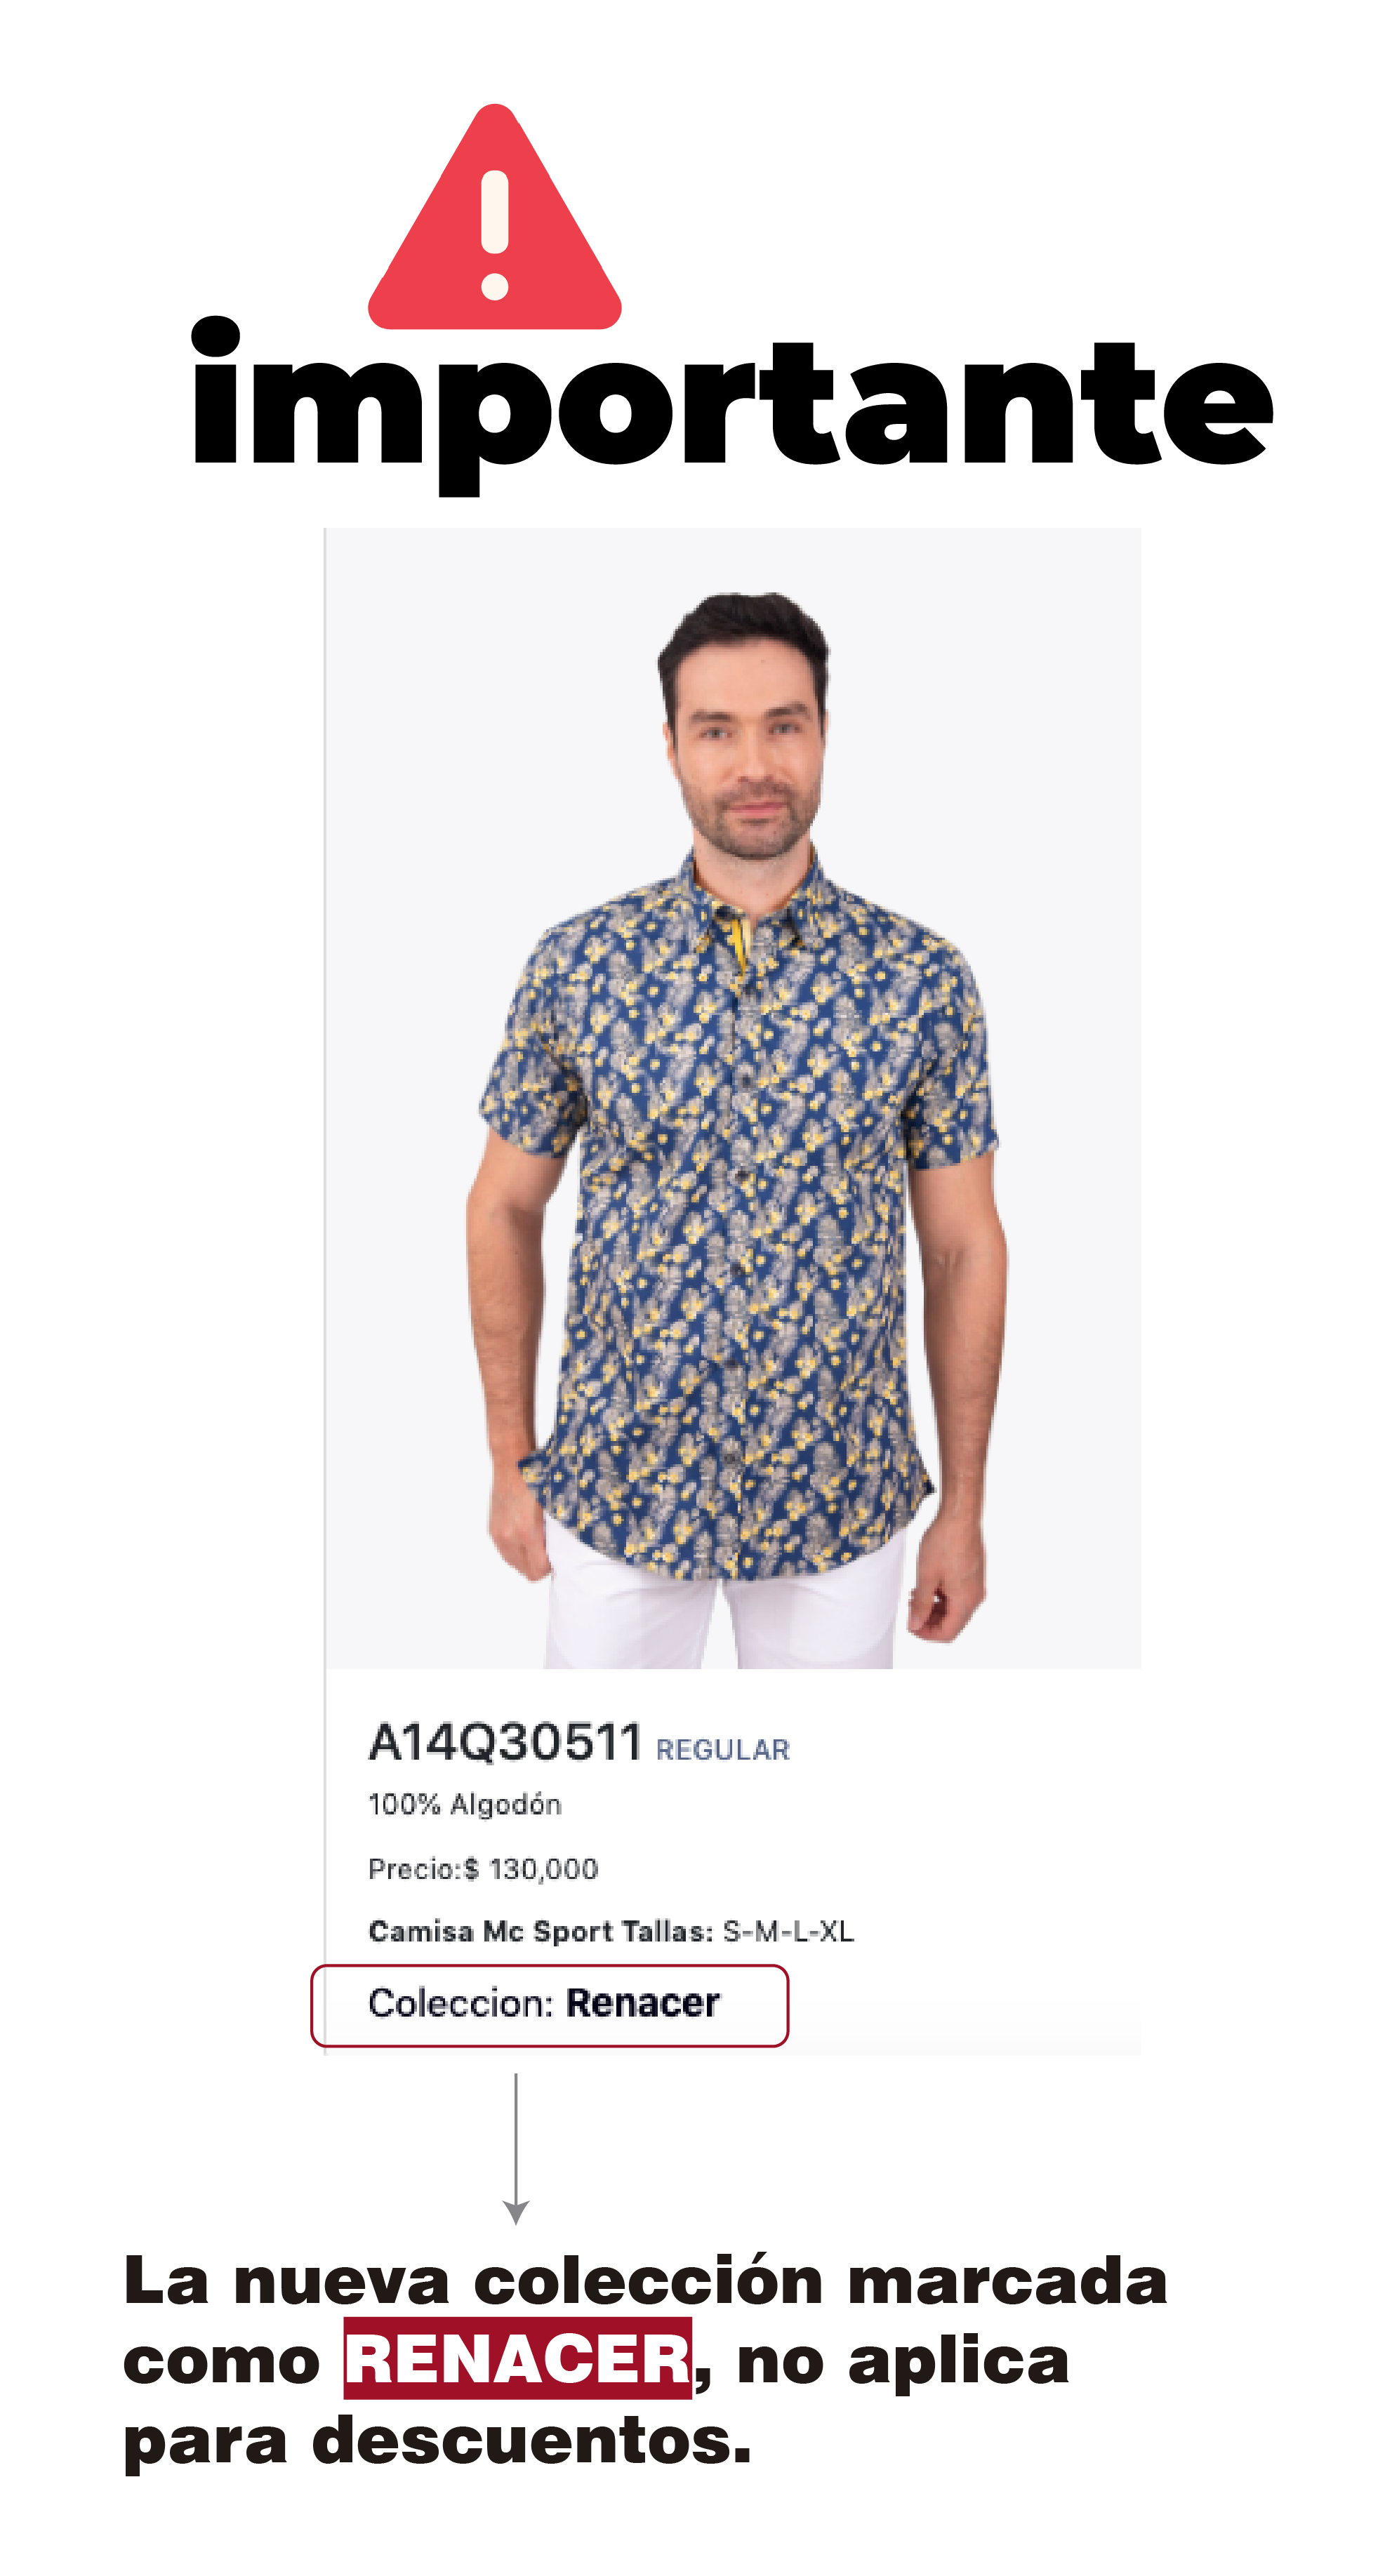 importante
A14Q30511 REGULAR
100% Algodón
Precio:$ 130,000
Camisa Mc Sport Tallas: S-M-L-XL
Coleccion: Renacer
La nueva colección marcada
como RENACER, no aplica
para descuentos.